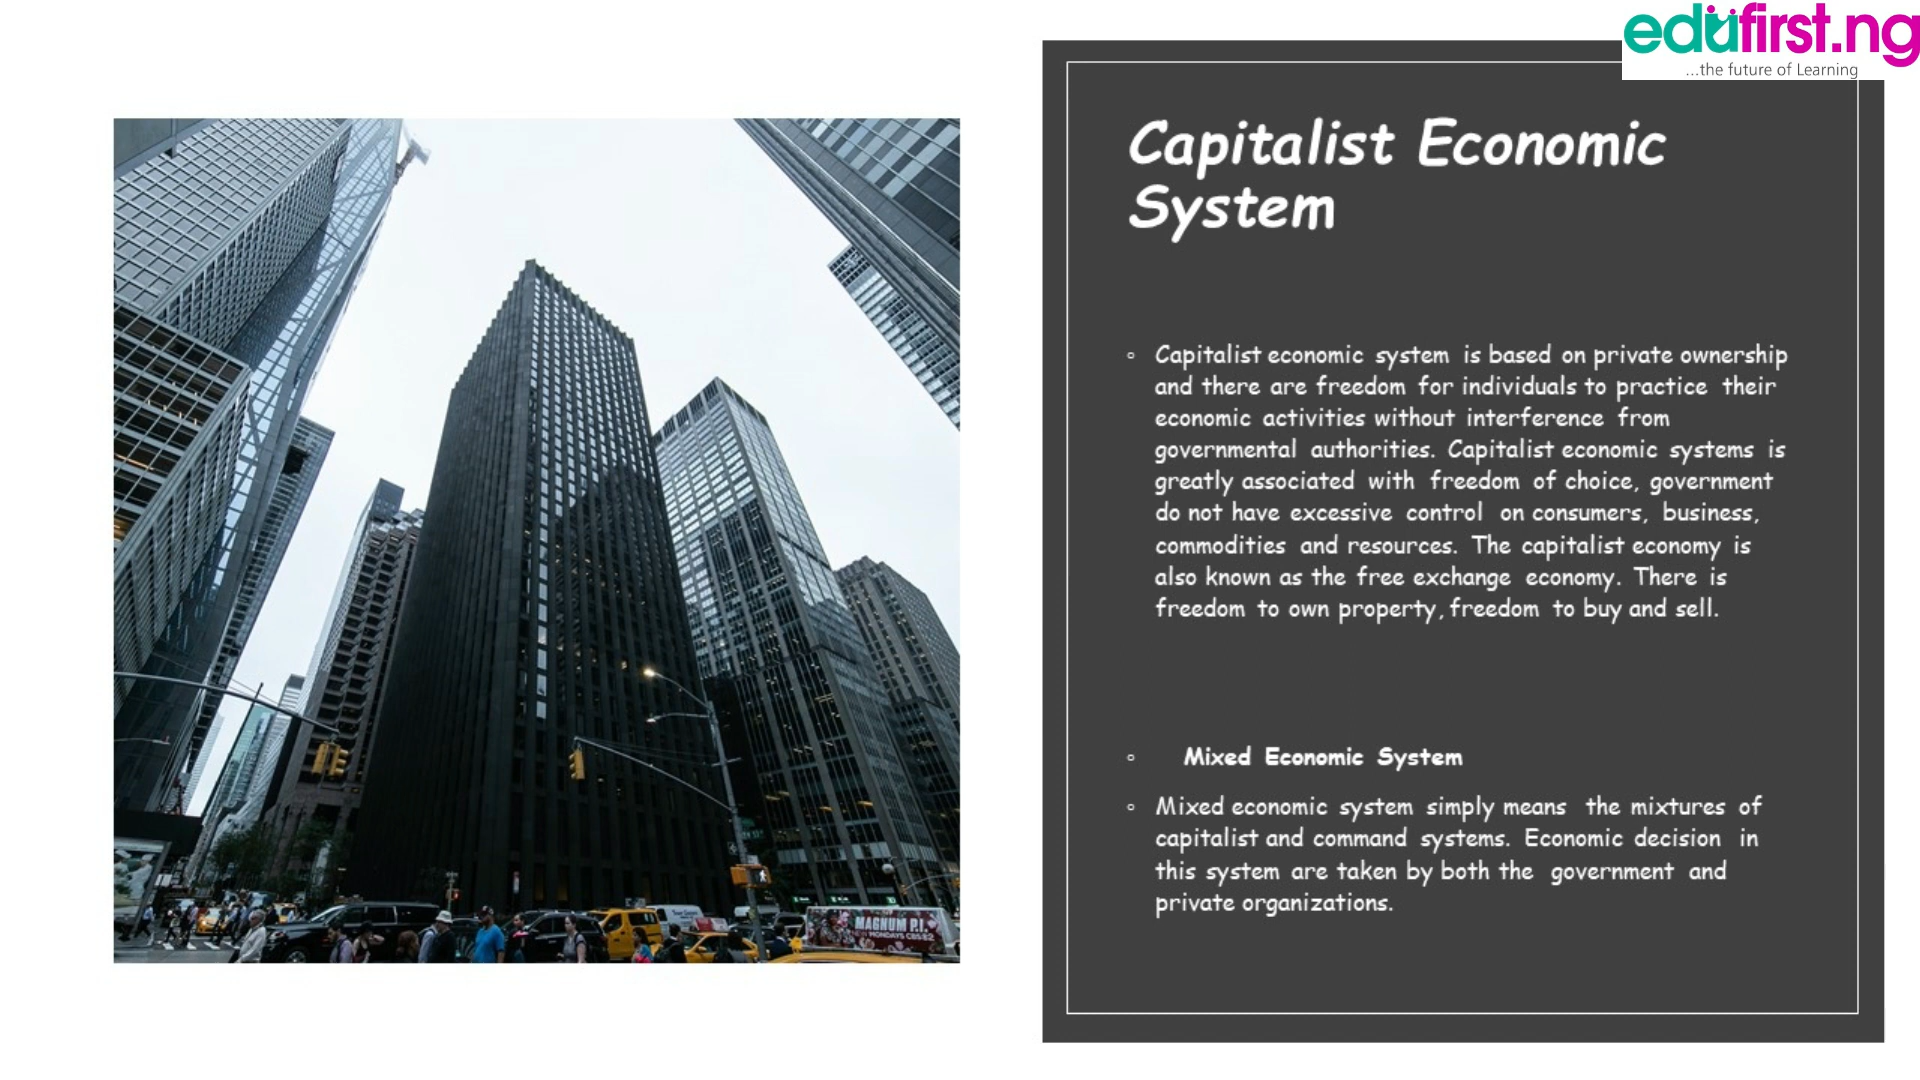 edufirst.ng
...the future of Learning
Capitalist Economic
System
Capitalist economic system is based on private ownership
and there are freedom for individuals to practice their
economic activities without interference from
governmental authorities. Capitalist economic systems is
greatly associated with freedom of choice, government
do not have excessive control on consumers, business,
commodities and resources. The capitalist economy is
also known as the free exchange economy. There is
freedom to own property, freedom to buy and sell.
Mixed Economic System
Mixed economic system simply means the mixtures of
capitalist and command systems. Economic decision in
this system are taken by both the government and
private organizations.
MAGNUM P.I.
MONDAYS CBS 2